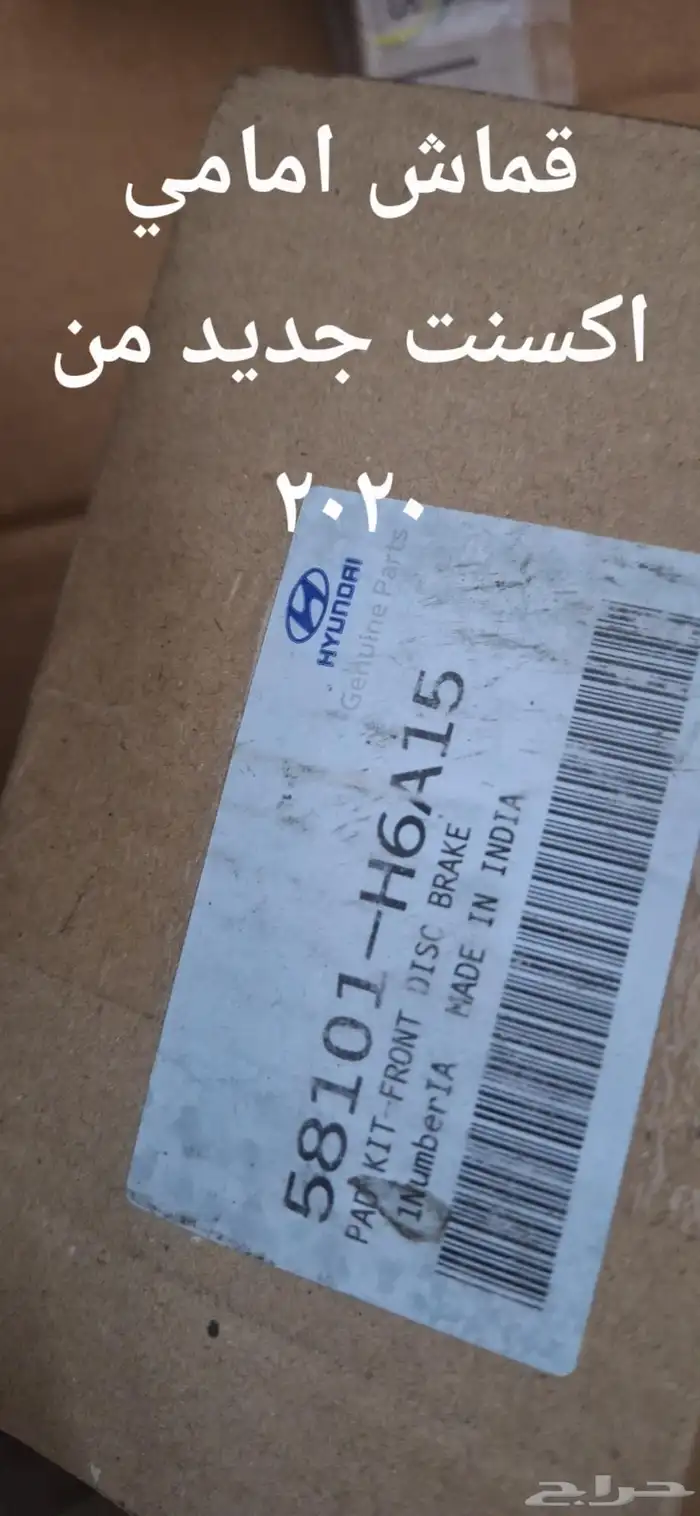 قماش امامي
اكسنت جديد من
٢٠٢٠
HYUNDAI
Genuine Parts
58101-H6A15
PAD KIT-FRONT DISC BRAKE
1NumberIA MADE IN INDIA
حراج